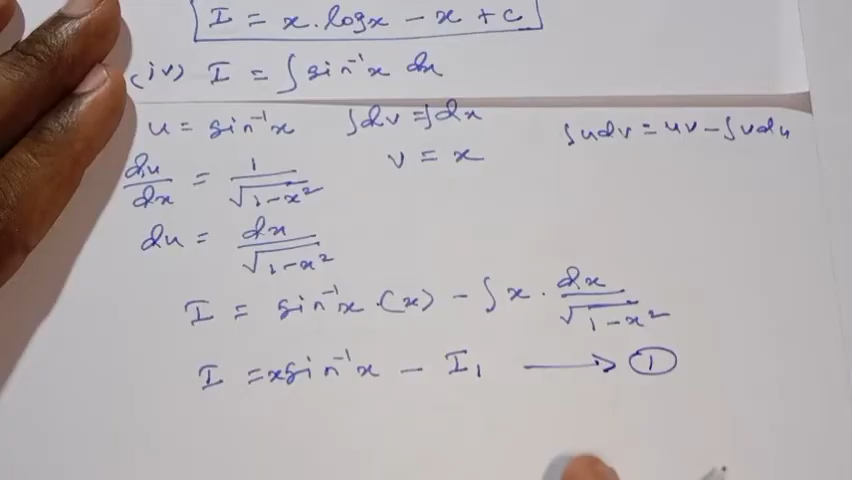 I = x.logx - x + c
(iv) I = ∫ sin⁻¹x dx
u = sin⁻¹x ∫dv = ∫dx ∫udv = uv - ∫vdu
v = x
du/dx = 1/√1-x²
du = dx/√1-x²
I = sin⁻¹x .(x) - ∫ x . dx/√1-x²
I = xsin⁻¹x - I₁ ⟶ ①